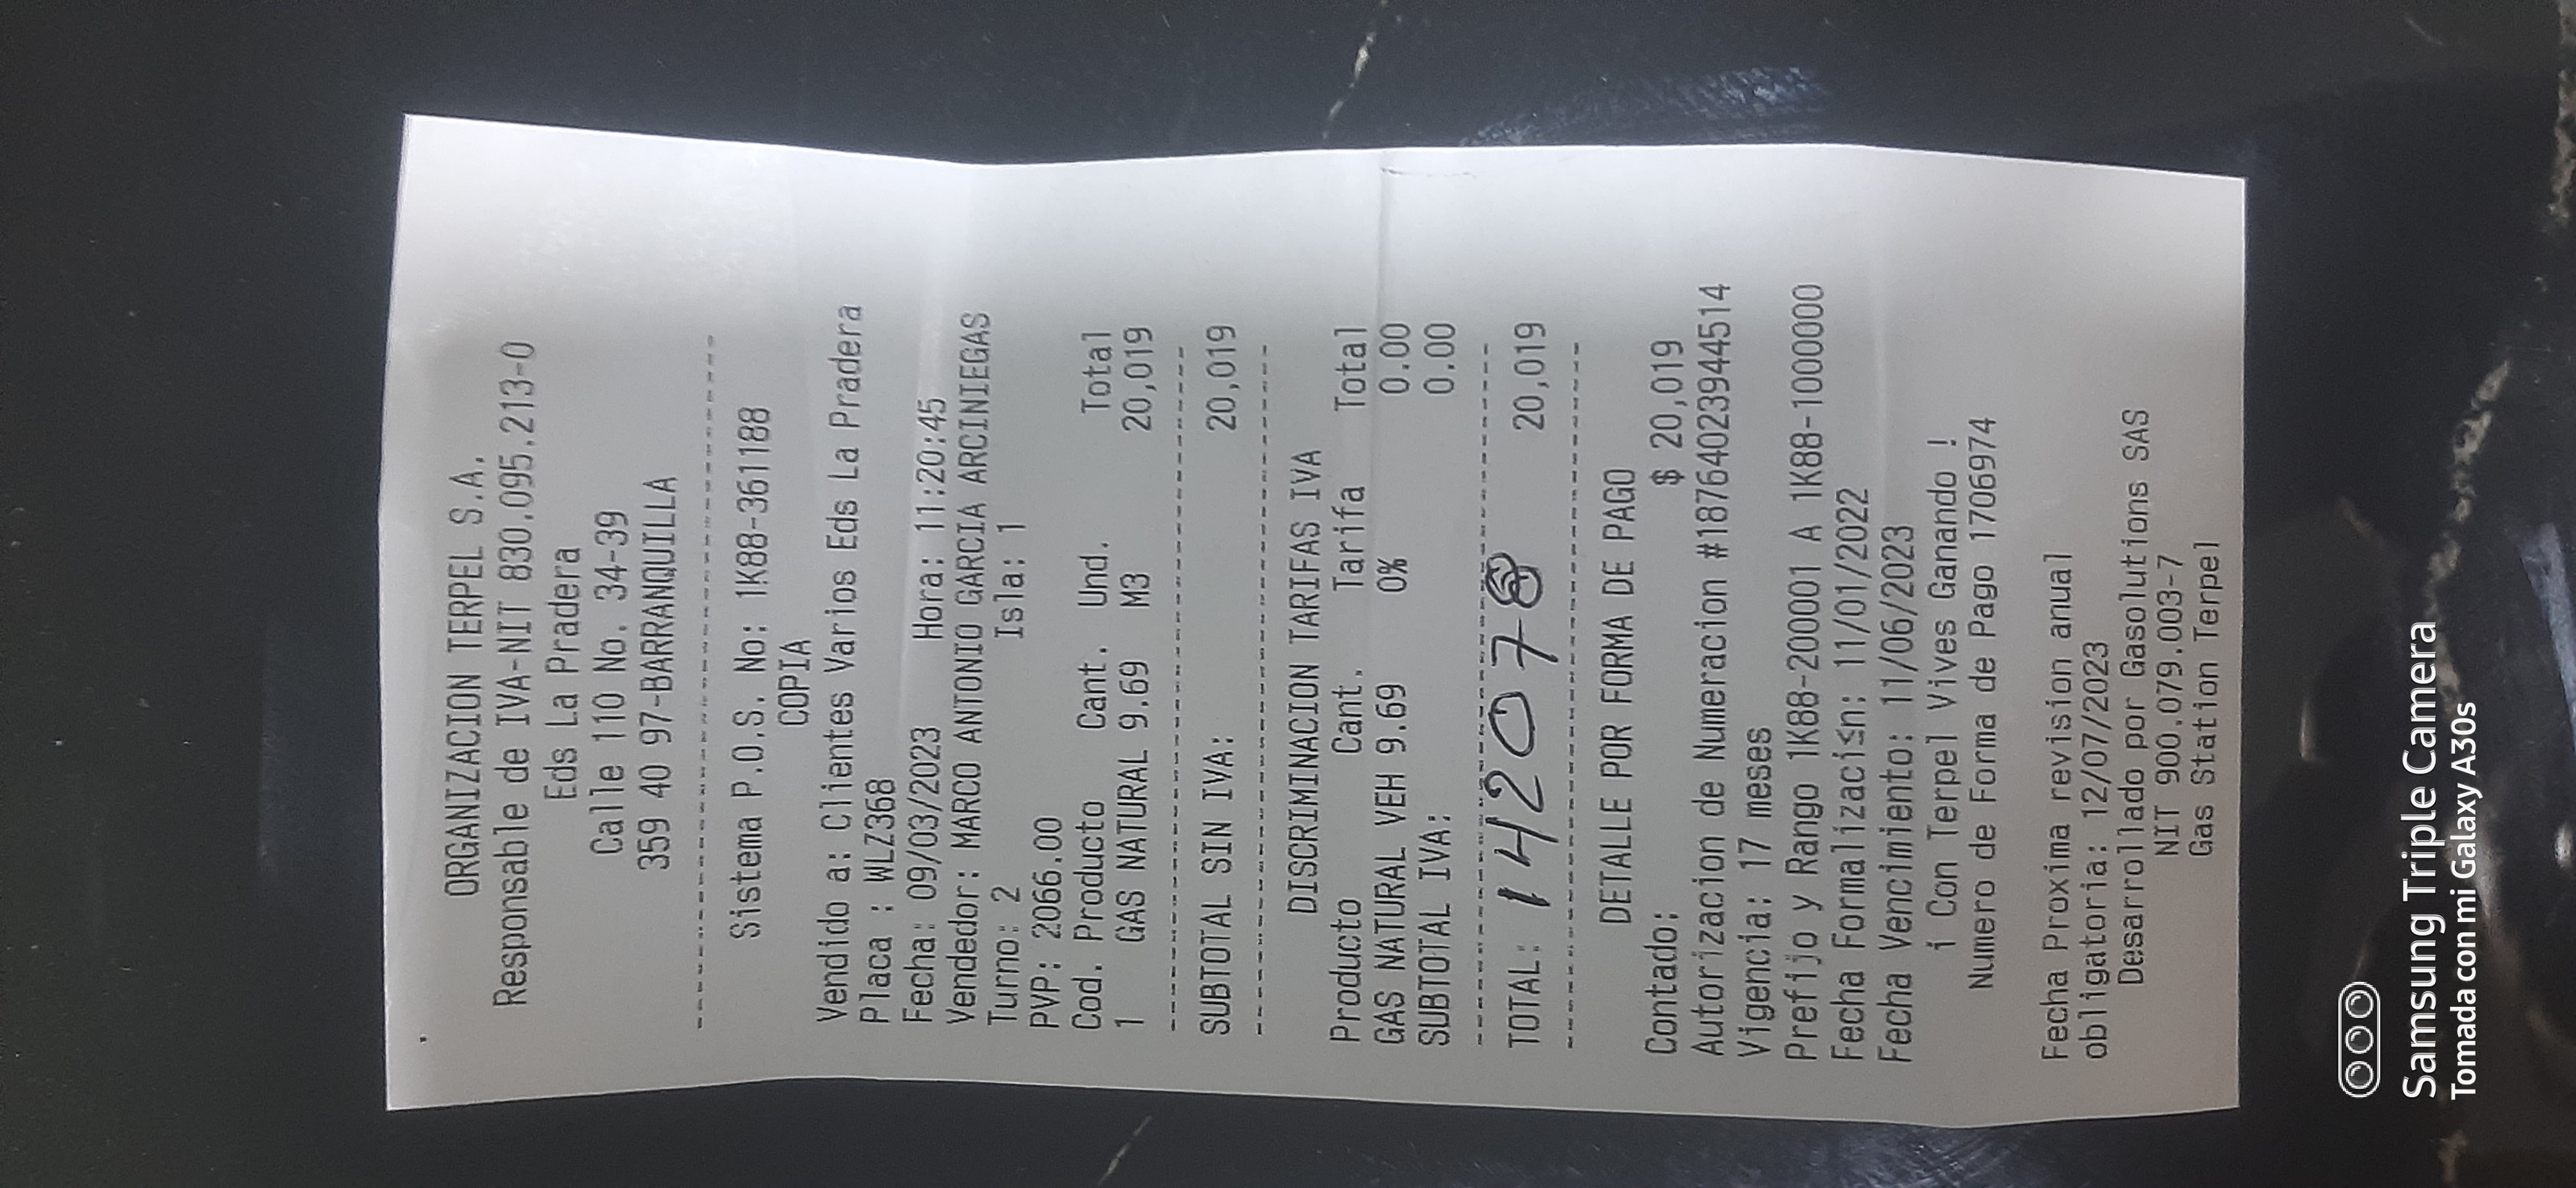 ORGANIZACION TERPEL S.A.
Responsable de IVA-NIT 830.095.213-0
Eds La Pradera
Calle 110 No. 34-39
359 40 97-BARRANQUILLA
Sistema P.O.S. No: 1K88-361188
COPIA
Vendido a: Clientes Varios Eds La Pradera
Placa : WLZ368
Fecha: 09/03/2023 Hora: 11:20:45
Vendedor: MARCO ANTONIO GARCIA ARCINIEGAS
Turno: 2 Isla: 1
PVP: 2066.00
Cod. Producto Cant. Und. Total
1 GAS NATURAL 9.69 M3 20,019
SUBTOTAL SIN IVA: 20,019
DISCRIMINACION TARIFAS IVA
Producto Cant. Tarifa Total
GAS NATURAL VEH 9.69 0% 0.00
SUBTOTAL IVA: 0.00
TOTAL: 142078 20,019
DETALLE POR FORMA DE PAGO
Contado: $ 20,019
Autorizacion de Numeracion #18764023944514
Vigencia: 17 meses
Prefijo y Rango 1K88-200001 A 1K88-1000000
Fecha Formalizaci≤n: 11/01/2022
Fecha Vencimiento: 11/06/2023
¡ Con Terpel Vives Ganando !
Numero de Forma de Pago 1706974
Fecha Proxima revision anual
obligatoria: 12/07/2023
Desarrollado por Gasolutions SAS
NIT 900.079.003-7
Gas Station Terpel
Samsung Triple Camera
Tomada con mi Galaxy A30s